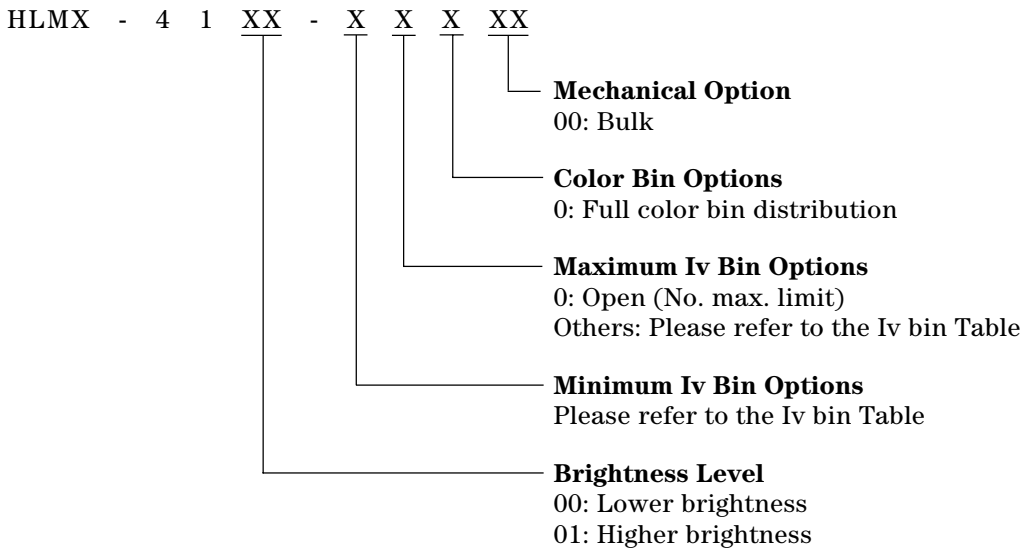 HLMX - 4 1 XX - X X X XX
Mechanical Option
00: Bulk
Color Bin Options
0: Full color bin distribution
Maximum Iv Bin Options
0: Open (No. max. limit)
Others: Please refer to the Iv bin Table
Minimum Iv Bin Options
Please refer to the Iv bin Table
Brightness Level
00: Lower brightness
01: Higher brightness